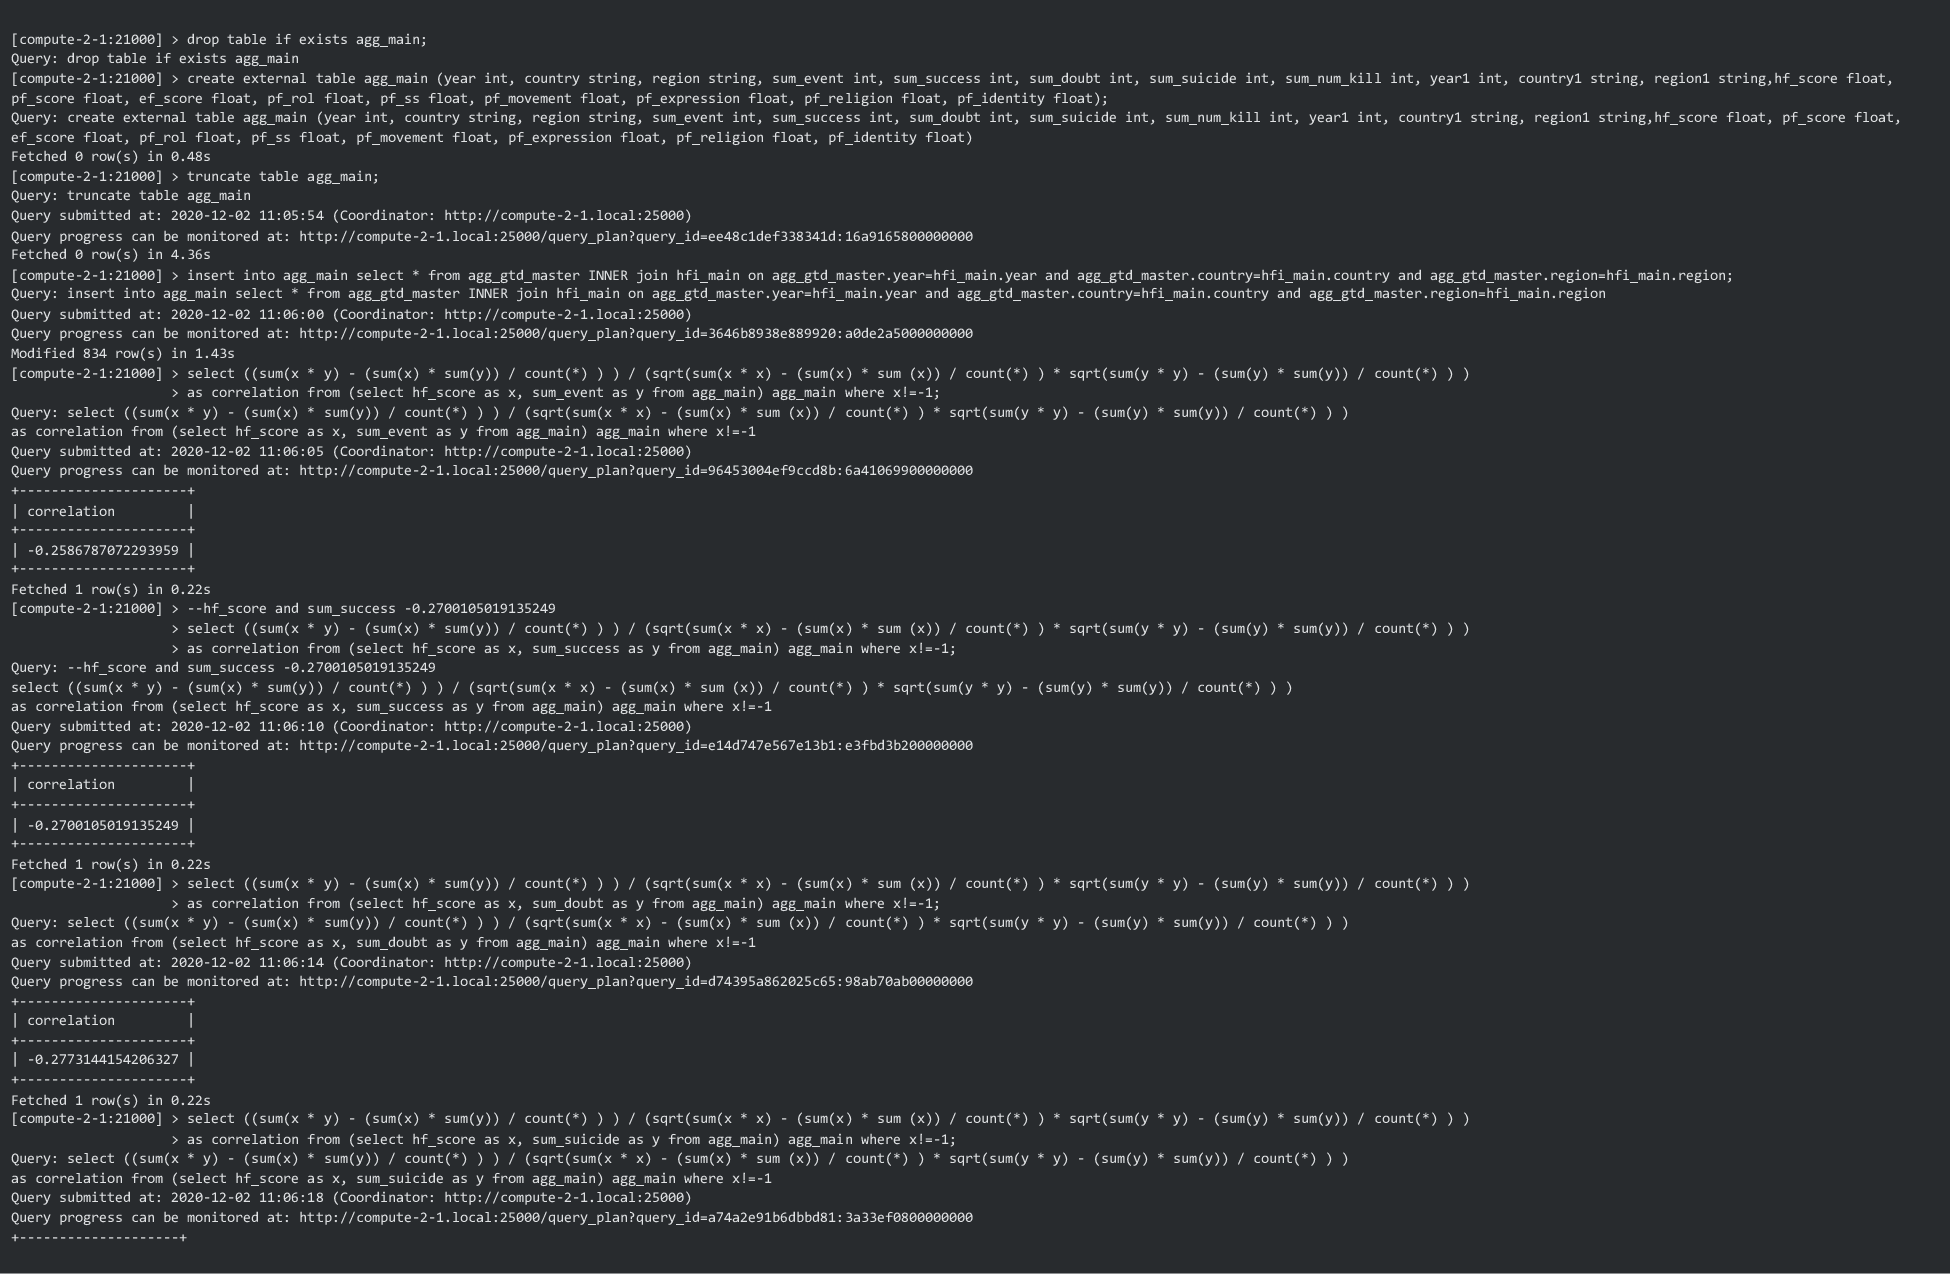 [compute-2-1:21000] > drop table if exists agg_main;
Query: drop table if exists agg_main
[compute-2-1:21000] > create external table agg_main (year int, country string, region string, sum_event int, sum_success int, sum_doubt int, sum_suicide int, sum_num_kill int, year1 int, country1 string, region1 string,hf_score float,
pf_score float, ef_score float, pf_rol float, pf_ss float, pf_movement float, pf_expression float, pf_religion float, pf_identity float);
Query: create external table agg_main (year int, country string, region string, sum_event int, sum_success int, sum_doubt int, sum_suicide int, sum_num_kill int, year1 int, country1 string, region1 string,hf_score float, pf_score float,
ef_score float, pf_rol float, pf_ss float, pf_movement float, pf_expression float, pf_religion float, pf_identity float)
Fetched 0 row(s) in 0.48s
[compute-2-1:21000] > truncate table agg_main;
Query: truncate table agg_main
Query submitted at: 2020-12-02 11:05:54 (Coordinator: http://compute-2-1.local:25000)
Query progress can be monitored at: http://compute-2-1.local:25000/query_plan?query_id=ee48c1def338341d:16a9165800000000
Fetched 0 row(s) in 4.36s
[compute-2-1:21000] > insert into agg_main select * from agg_gtd_master INNER join hfi_main on agg_gtd_master.year=hfi_main.year and agg_gtd_master.country=hfi_main.country and agg_gtd_master.region=hfi_main.region;
Query: insert into agg_main select * from agg_gtd_master INNER join hfi_main on agg_gtd_master.year=hfi_main.year and agg_gtd_master.country=hfi_main.country and agg_gtd_master.region=hfi_main.region
Query submitted at: 2020-12-02 11:06:00 (Coordinator: http://compute-2-1.local:25000)
Query progress can be monitored at: http://compute-2-1.local:25000/query_plan?query_id=3646b8938e889920:a0de2a5000000000
Modified 834 row(s) in 1.43s
[compute-2-1:21000] > select ((sum(x * y) - (sum(x) * sum(y)) / count(*) ) ) / (sqrt(sum(x * x) - (sum(x) * sum (x)) / count(*) ) * sqrt(sum(y * y) - (sum(y) * sum(y)) / count(*) ) )
> as correlation from (select hf_score as x, sum_event as y from agg_main) agg_main where x!=-1;
Query: select ((sum(x * y) - (sum(x) * sum(y)) / count(*) ) ) / (sqrt(sum(x * x) - (sum(x) * sum (x)) / count(*) ) * sqrt(sum(y * y) - (sum(y) * sum(y)) / count(*) ) )
as correlation from (select hf_score as x, sum_event as y from agg_main) agg_main where x!=-1
Query submitted at: 2020-12-02 11:06:05 (Coordinator: http://compute-2-1.local:25000)
Query progress can be monitored at: http://compute-2-1.local:25000/query_plan?query_id=96453004ef9ccd8b:6a41069900000000
+---------------------+
| correlation         |
+---------------------+
| -0.2586787072293959 |
+---------------------+
Fetched 1 row(s) in 0.22s
[compute-2-1:21000] > --hf_score and sum_success -0.2700105019135249
> select ((sum(x * y) - (sum(x) * sum(y)) / count(*) ) ) / (sqrt(sum(x * x) - (sum(x) * sum (x)) / count(*) ) * sqrt(sum(y * y) - (sum(y) * sum(y)) / count(*) ) )
> as correlation from (select hf_score as x, sum_success as y from agg_main) agg_main where x!=-1;
Query: --hf_score and sum_success -0.2700105019135249
select ((sum(x * y) - (sum(x) * sum(y)) / count(*) ) ) / (sqrt(sum(x * x) - (sum(x) * sum (x)) / count(*) ) * sqrt(sum(y * y) - (sum(y) * sum(y)) / count(*) ) )
as correlation from (select hf_score as x, sum_success as y from agg_main) agg_main where x!=-1
Query submitted at: 2020-12-02 11:06:10 (Coordinator: http://compute-2-1.local:25000)
Query progress can be monitored at: http://compute-2-1.local:25000/query_plan?query_id=e14d747e567e13b1:e3fbd3b200000000
+---------------------+
| correlation         |
+---------------------+
| -0.2700105019135249 |
+---------------------+
Fetched 1 row(s) in 0.22s
[compute-2-1:21000] > select ((sum(x * y) - (sum(x) * sum(y)) / count(*) ) ) / (sqrt(sum(x * x) - (sum(x) * sum (x)) / count(*) ) * sqrt(sum(y * y) - (sum(y) * sum(y)) / count(*) ) )
> as correlation from (select hf_score as x, sum_doubt as y from agg_main) agg_main where x!=-1;
Query: select ((sum(x * y) - (sum(x) * sum(y)) / count(*) ) ) / (sqrt(sum(x * x) - (sum(x) * sum (x)) / count(*) ) * sqrt(sum(y * y) - (sum(y) * sum(y)) / count(*) ) )
as correlation from (select hf_score as x, sum_doubt as y from agg_main) agg_main where x!=-1
Query submitted at: 2020-12-02 11:06:14 (Coordinator: http://compute-2-1.local:25000)
Query progress can be monitored at: http://compute-2-1.local:25000/query_plan?query_id=d74395a862025c65:98ab70ab00000000
+---------------------+
| correlation         |
+---------------------+
| -0.2773144154206327 |
+---------------------+
Fetched 1 row(s) in 0.22s
[compute-2-1:21000] > select ((sum(x * y) - (sum(x) * sum(y)) / count(*) ) ) / (sqrt(sum(x * x) - (sum(x) * sum (x)) / count(*) ) * sqrt(sum(y * y) - (sum(y) * sum(y)) / count(*) ) )
> as correlation from (select hf_score as x, sum_suicide as y from agg_main) agg_main where x!=-1;
Query: select ((sum(x * y) - (sum(x) * sum(y)) / count(*) ) ) / (sqrt(sum(x * x) - (sum(x) * sum (x)) / count(*) ) * sqrt(sum(y * y) - (sum(y) * sum(y)) / count(*) ) )
as correlation from (select hf_score as x, sum_suicide as y from agg_main) agg_main where x!=-1
Query submitted at: 2020-12-02 11:06:18 (Coordinator: http://compute-2-1.local:25000)
Query progress can be monitored at: http://compute-2-1.local:25000/query_plan?query_id=a74a2e91b6dbbd81:3a33ef0800000000
+--------------------+